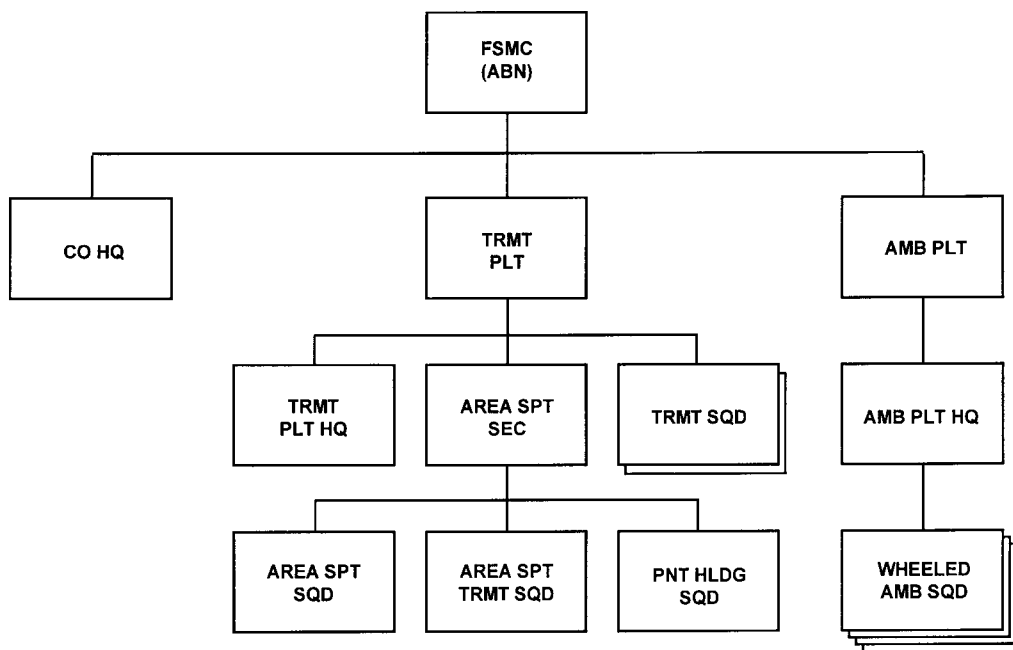 FSMC
(ABN)
CO HQ
TRMT
PLT
AMB PLT
TRMT
PLT HQ
AREA SPT
SEC
TRMT SQD
AMB PLT HQ
AREA SPT
SQD
AREA SPT
TRMT SQD
PNT HLDG
SQD
WHEELED
AMB SQD